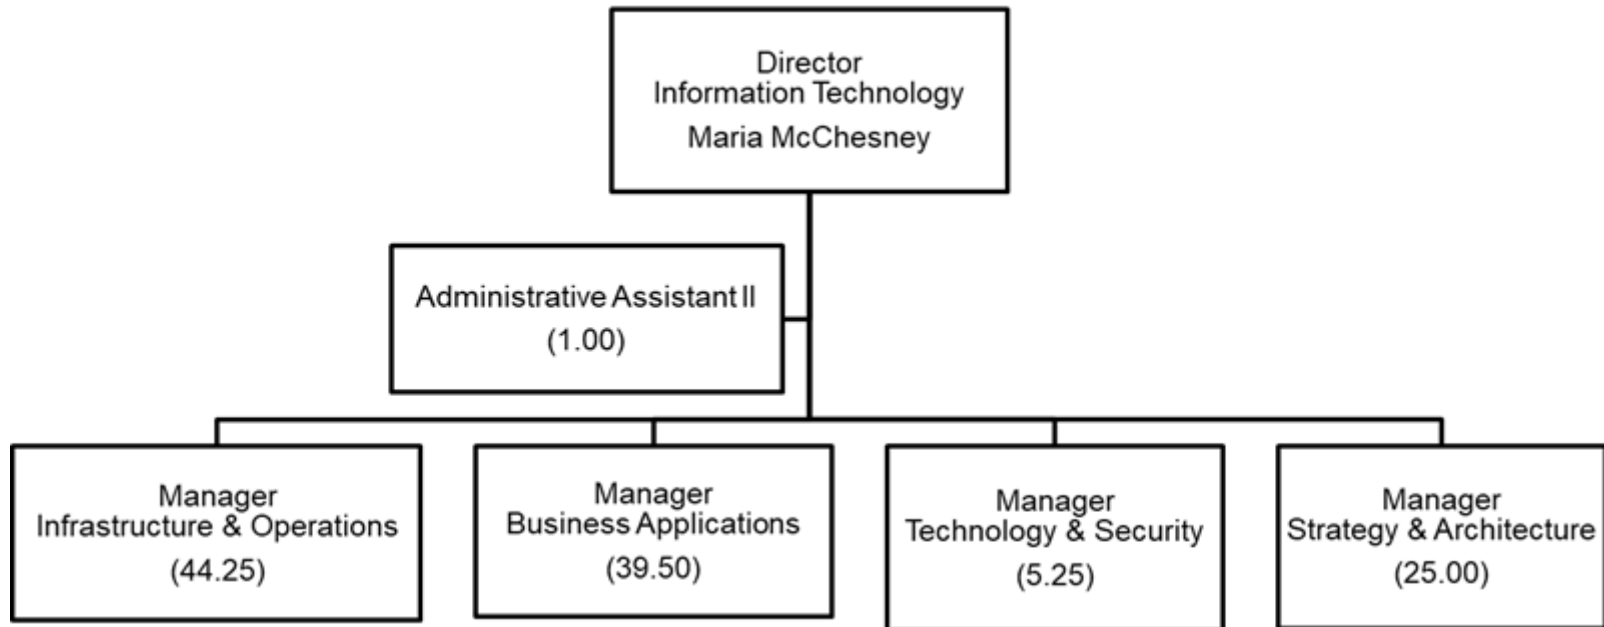 Director
Information Technology
Maria McChesney
Administrative Assistant II
(1.00)
Manager
Infrastructure & Operations
(44.25)
Manager
Business Applications
(39.50)
Manager
Technology & Security
(5.25)
Manager
Strategy & Architecture
(25.00)